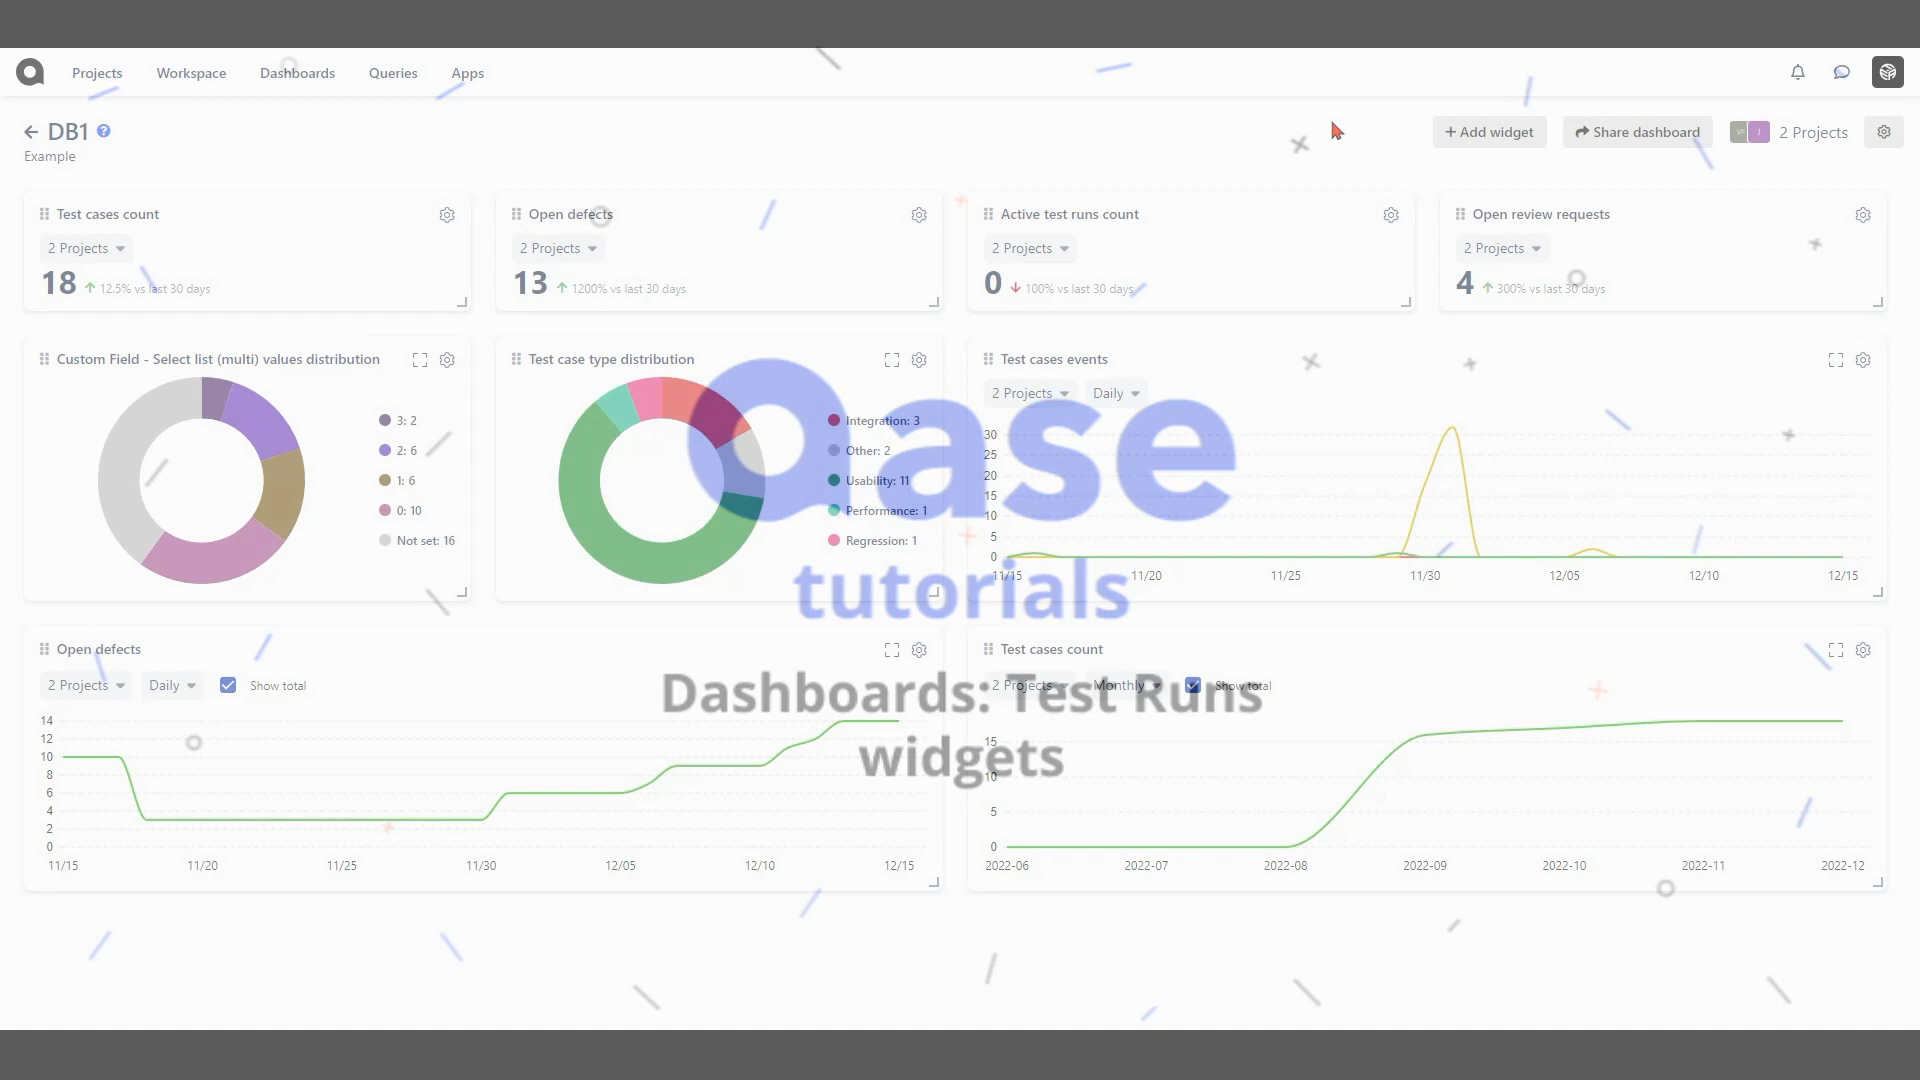 Projects Workspace Dashboards Queries Apps
DB1
Example
+ Add widget Share dashboard VP J 2 Projects
Test cases count
2 Projects
18 12.5% vs last 30 days
Open defects
2 Projects
13 1200% vs last 30 days
Active test runs count
2 Projects
0 100% vs last 30 days
Open review requests
2 Projects
4 300% vs last 30 days
Custom Field - Select list (multi) values distribution
3: 2
2: 6
1: 6
0: 10
Not set: 16
Test case type distribution
Integration: 3
Other: 2
Usability: 11
Performance: 1
Regression: 1
Test cases events
2 Projects Daily
30
25
20
15
10
5
0
11/15 11/20 11/25 11/30 12/05 12/10 12/15
qase
tutorials
Dashboards: Test Runs
widgets
Open defects
2 Projects Daily Show total
14
12
10
8
6
4
2
0
11/15 11/20 11/25 11/30 12/05 12/10 12/15
Test cases count
2 Projects Monthly Show total
15
10
5
0
2022-06 2022-07 2022-08 2022-09 2022-10 2022-11 2022-12